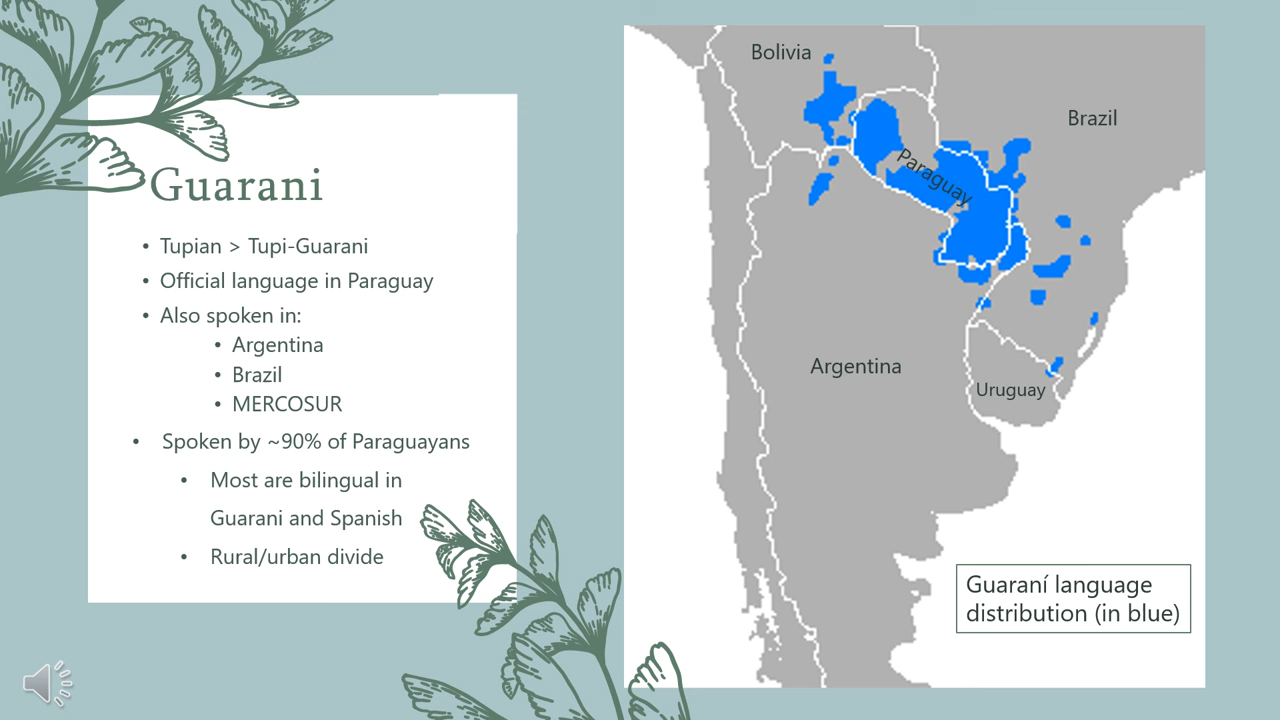 Guarani
• Tupian > Tupi-Guarani
• Official language in Paraguay
• Also spoken in:
• Argentina
• Brazil
• MERCOSUR
• Spoken by ~90% of Paraguayans
• Most are bilingual in
Guarani and Spanish
• Rural/urban divide
Bolivia
Brazil
Paraguay
Argentina
Uruguay
Guaraní language
distribution (in blue)